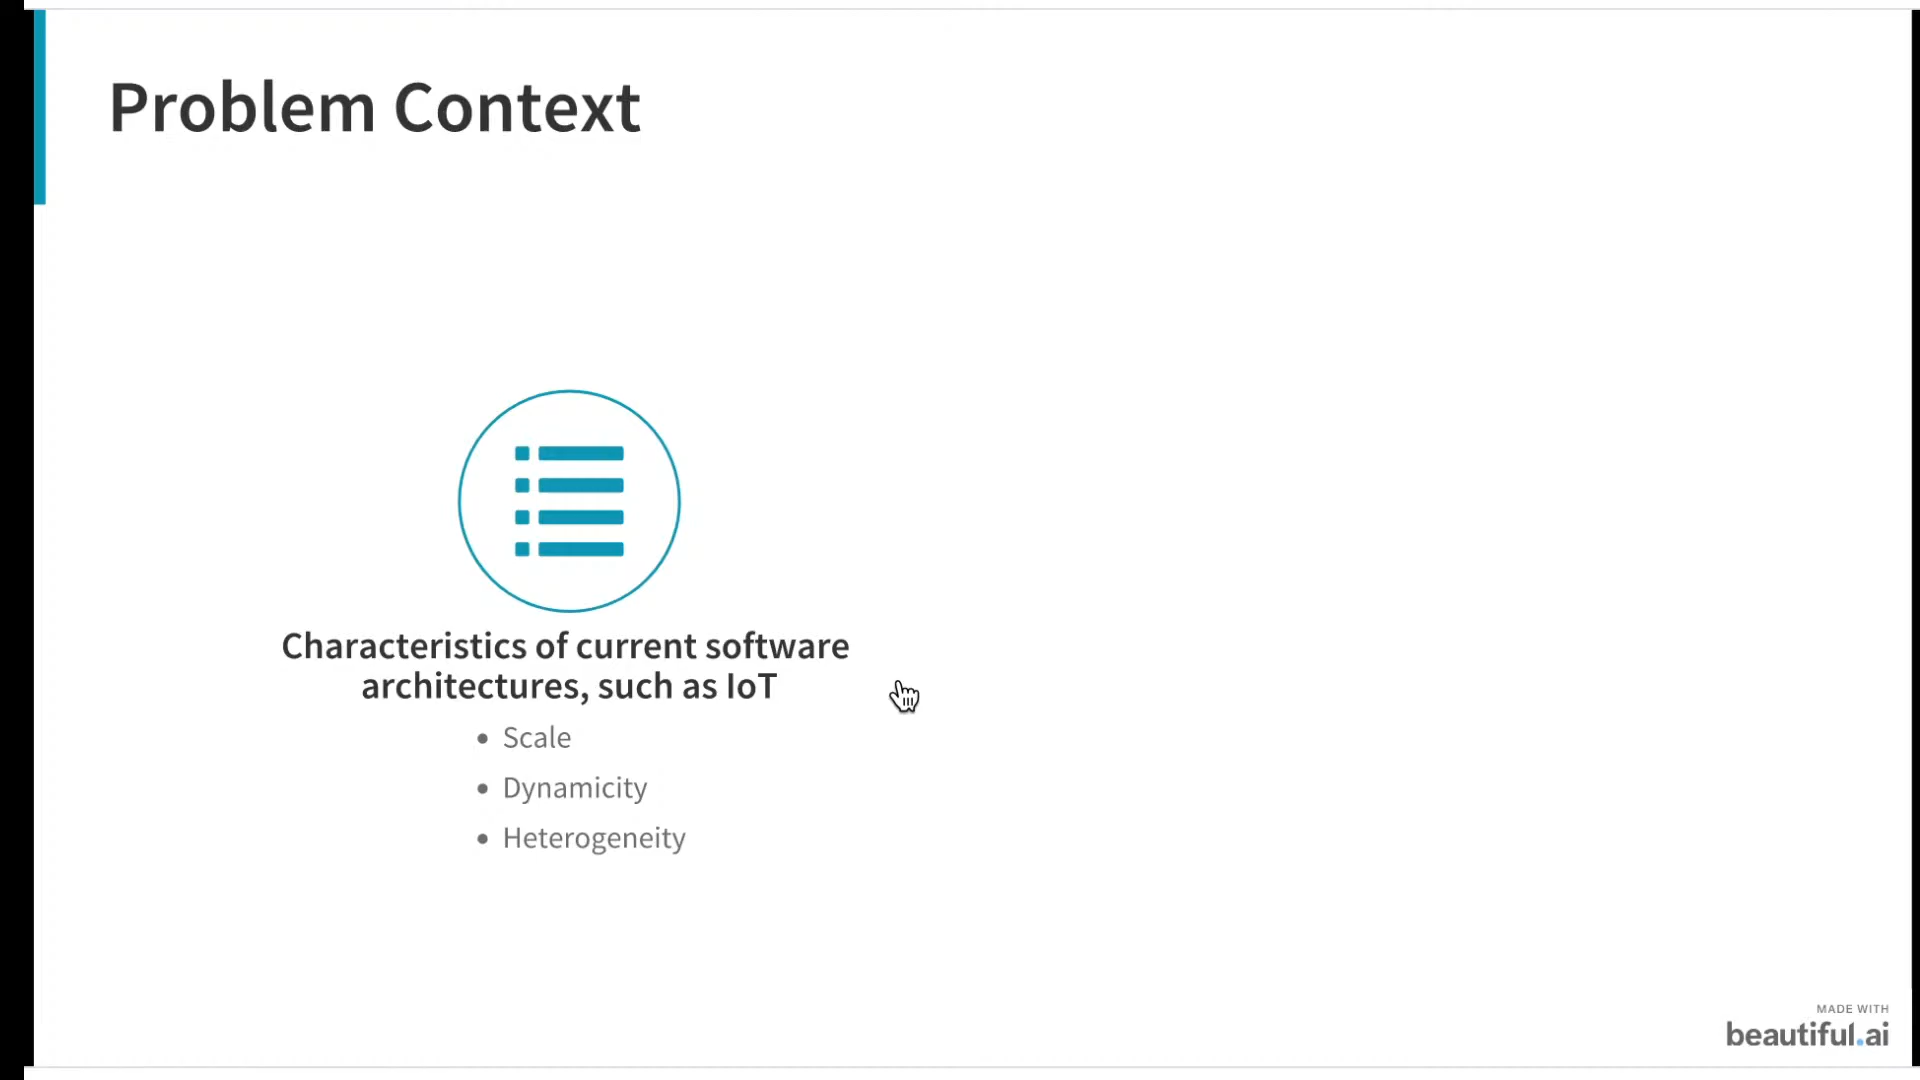 Problem Context
Characteristics of current software
architectures, such as IoT
• Scale
• Dynamicity
• Heterogeneity
MADE WITH
beautiful.ai